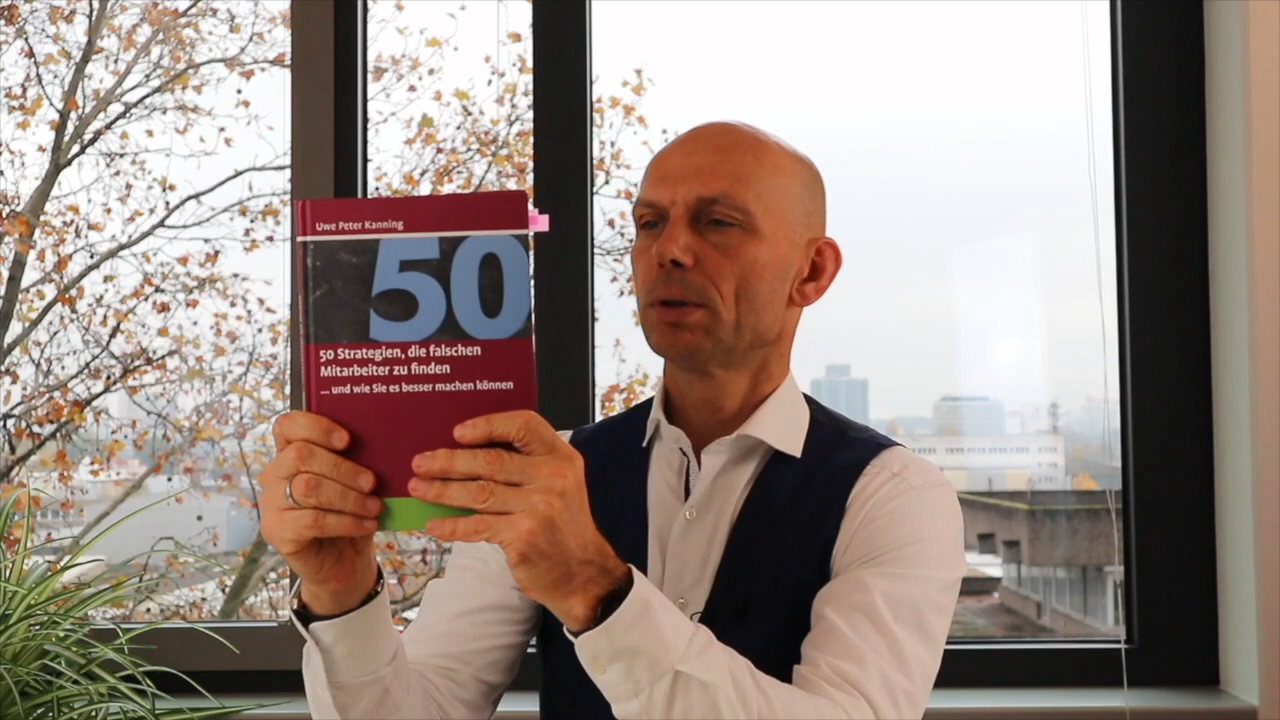 Uwe Peter Kanning
50
50 Strategien, die falschen
Mitarbeiter zu finden
... und wie Sie es besser machen können